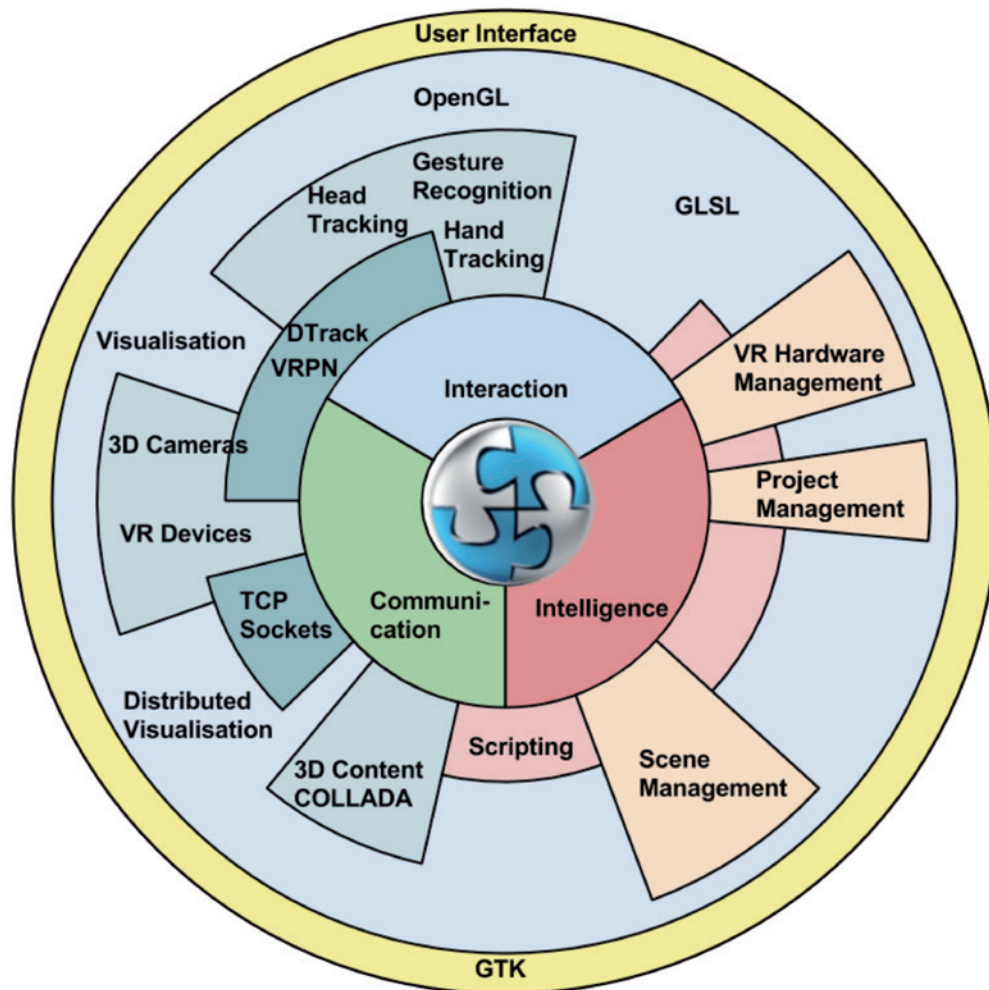 User Interface
OpenGL
Gesture
Recognition
Head
Tracking
GLSL
Hand
Tracking
DTrack
VRPN
Visualisation
VR Hardware
Management
Interaction
3D Cameras
Project
Management
VR Devices
TCP
Sockets
Communi-
cation
Intelligence
Distributed
Visualisation
Scripting
Scene
Management
3D Content
COLLADA
GTK